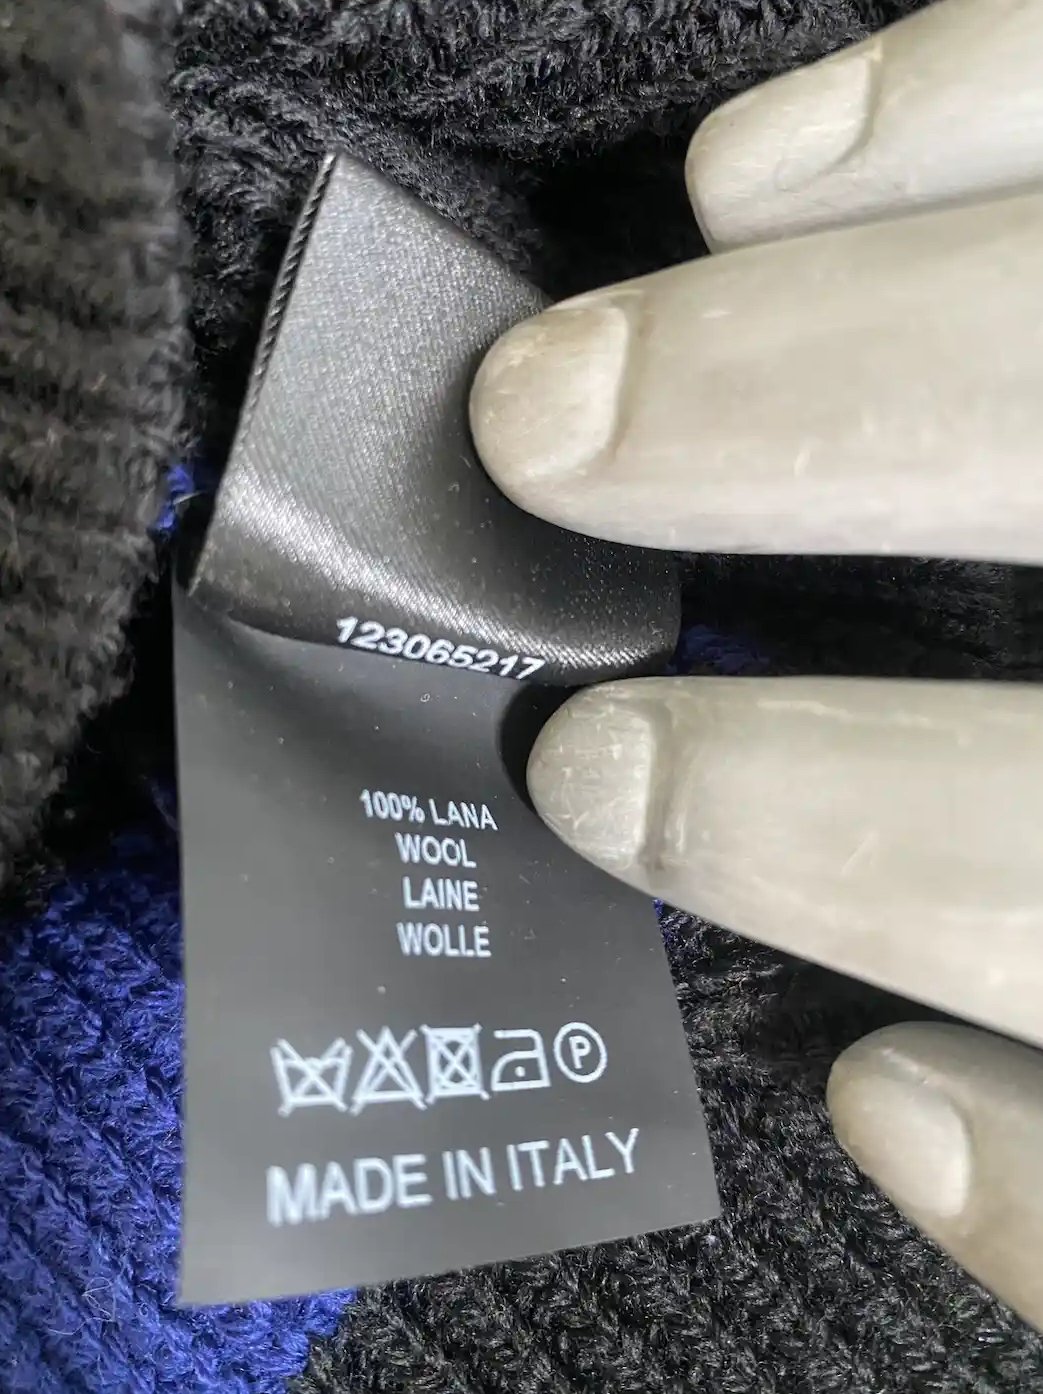 123065217
100% LANA
WOOL
LAINE
WOLLE
P
MADE IN ITALY